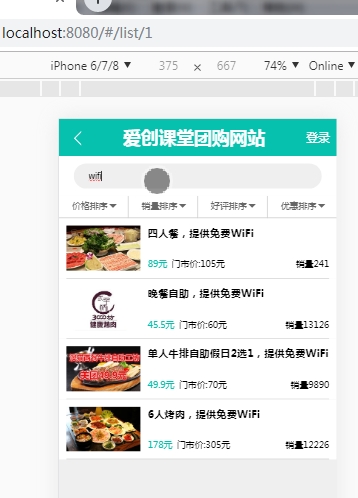 localhost:8080/#/list/1
iPhone 6/7/8 ▼ 375 × 667 74% ▼ Online ▼
爱创课堂团购网站 登录
wifi
价格排序 销量排序 好评排序 优惠排序
四人餐，提供免费WiFi
89元 门市价:105元 销量241
晚餐自助，提供免费WiFi
45.5元 门市价:60元 销量13126
单人牛排自助假日2选1，提供免费WiFi
49.9元 门市价:70元 销量9890
6人烤肉，提供免费WiFi
178元 门市价:305元 销量12226